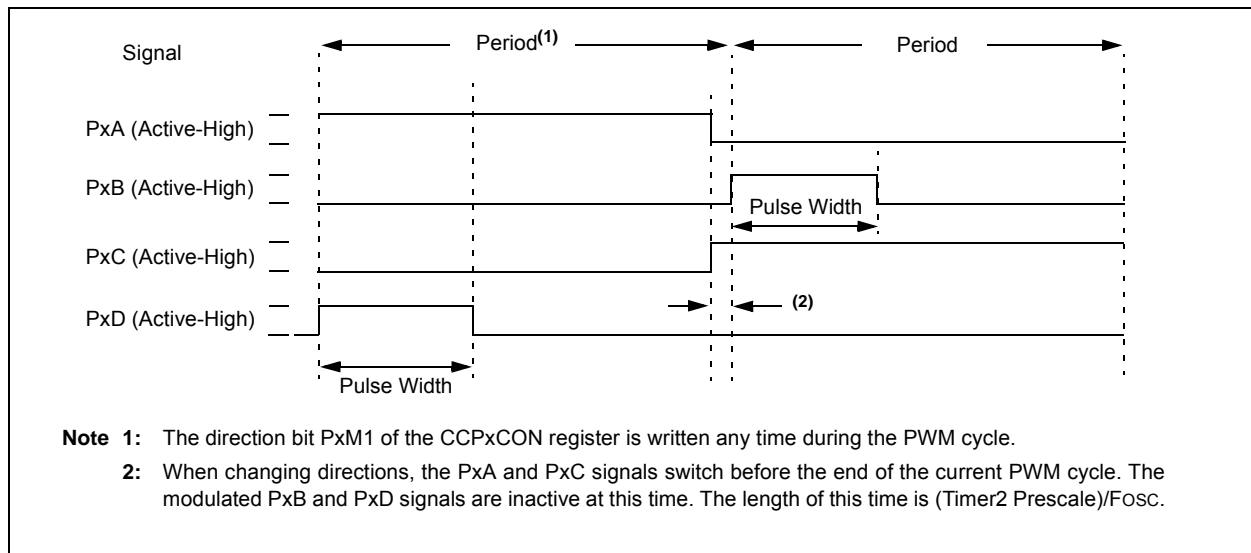 Signal
Period(1)
Period
PxA (Active-High)
PxB (Active-High)
Pulse Width
PxC (Active-High)
(2)
PxD (Active-High)
Pulse Width
Note 1: The direction bit PxM1 of the CCPxCON register is written any time during the PWM cycle.
2: When changing directions, the PxA and PxC signals switch before the end of the current PWM cycle. The
modulated PxB and PxD signals are inactive at this time. The length of this time is (Timer2 Prescale)/FOSC.